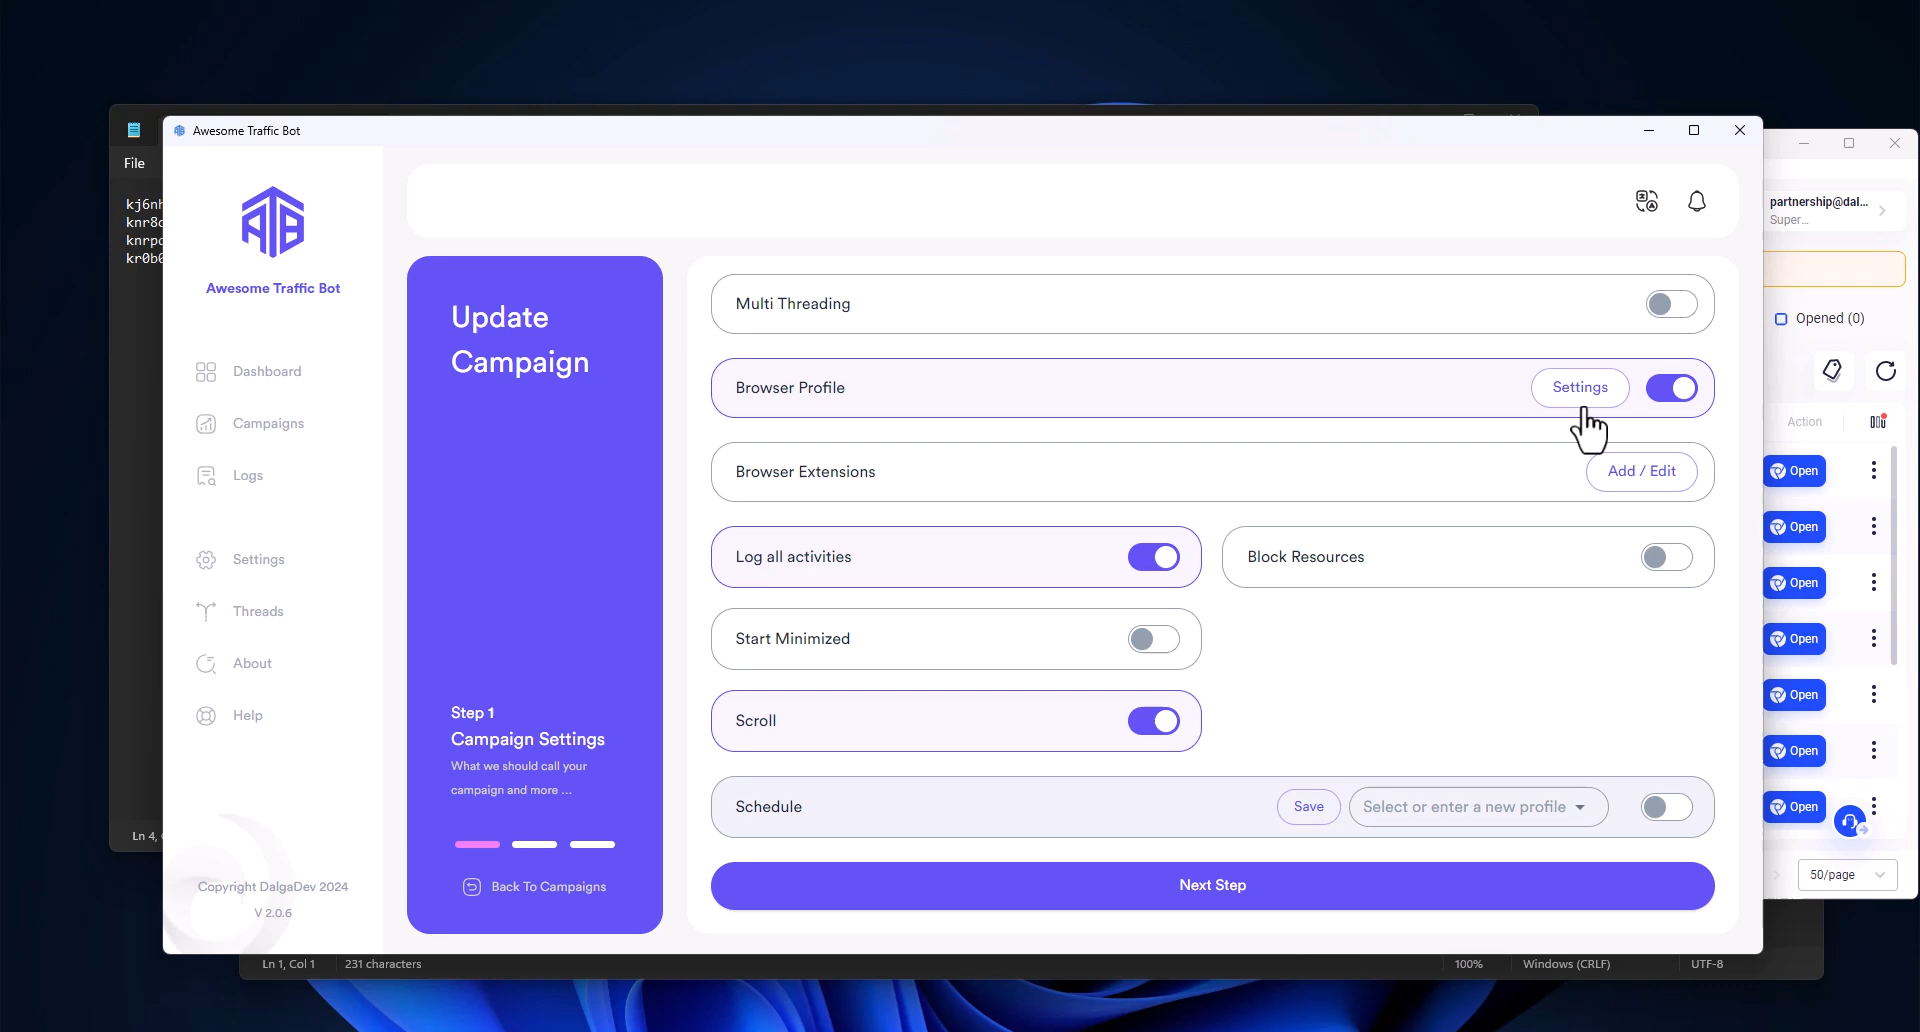 Awesome Traffic Bot
File
Awesome Traffic Bot
Dashboard
Campaigns
Logs
Settings
Threads
About
Help
Copyright DalgaDev 2024
V 2.0.6
Update
Campaign
Step 1
Campaign Settings
What we should call your
campaign and more ...
Back To Campaigns
Multi Threading
Browser Profile
Settings
Browser Extensions
Add / Edit
Log all activities
Block Resources
Start Minimized
Scroll
Schedule
Save
Select or enter a new profile
Next Step
partnership@dal...
Super...
Opened (0)
Action
Open
Open
Open
Open
Open
Open
Open
50/page
Ln 4,
Ln 1, Col 1
231 characters
100%
Windows (CRLF)
UTF-8